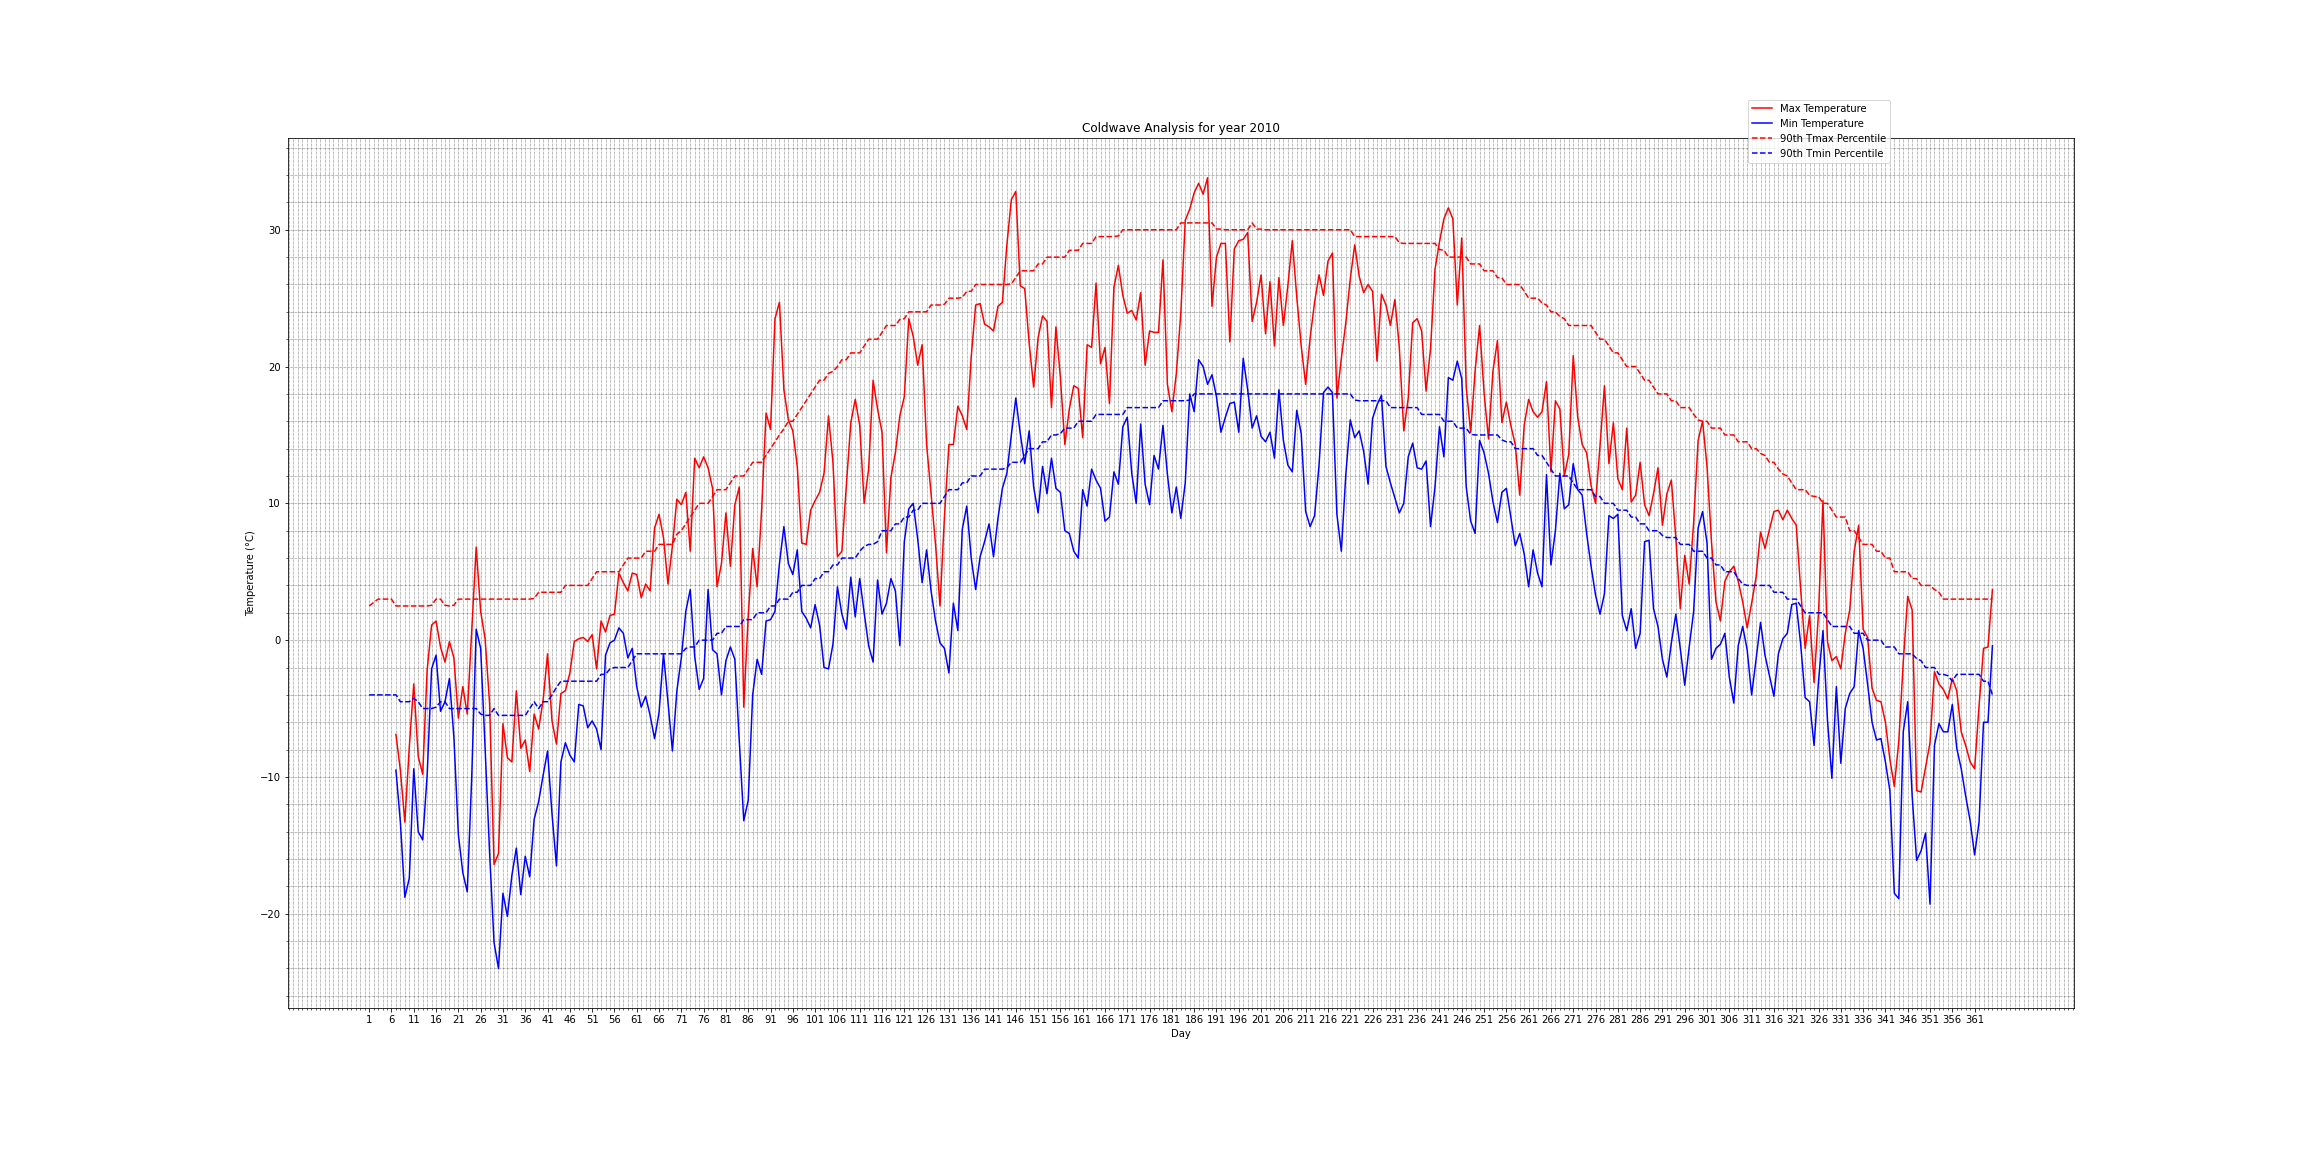 Coldwave Analysis for year 2010
Max Temperature
Min Temperature
90th Tmax Percentile
90th Tmin Percentile
Temperature (°C)
30
20
10
0
−10
−20
1 6 11 16 21 26 31 36 41 46 51 56 61 66 71 76 81 86 91 96 101 106 111 116 121 126 131 136 141 146 151 156 161 166 171 176 181 186 191 196 201 206 211 216 221 226 231 236 241 246 251 256 261 266 271 276 281 286 291 296 301 306 311 316 321 326 331 336 341 346 351 356 361
Day